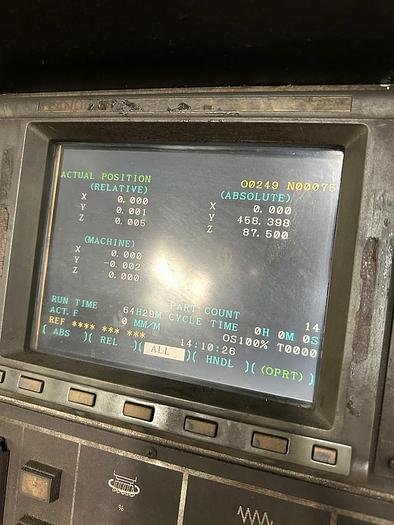 ACTUAL POSITION O0249 N00075
(RELATIVE) (ABSOLUTE)
X 0.000 X 0.000
Y 0.001 Y 458.398
Z 0.005 Z 87.500
(MACHINE)
X 0.000
Y -0.002
Z 0.000
PART COUNT 14
RUN TIME 64H29M CYCLE TIME 0H 0M 0S
ACT.F 0 MM/M OS100% T0000
REF **** *** *** 14:10:26
( ABS )( REL )( ALL )( HNDL )( (OPRT) )
%